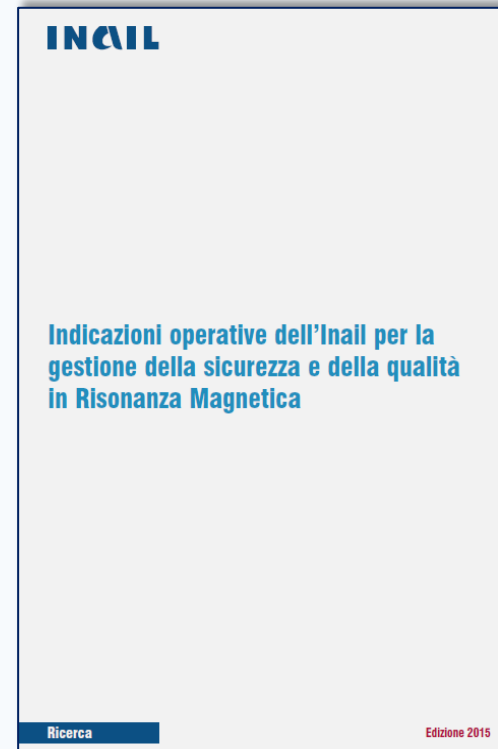 INAIL
Indicazioni operative dell'Inail per la
gestione della sicurezza e della qualità
in Risonanza Magnetica
Ricerca
Edizione 2015